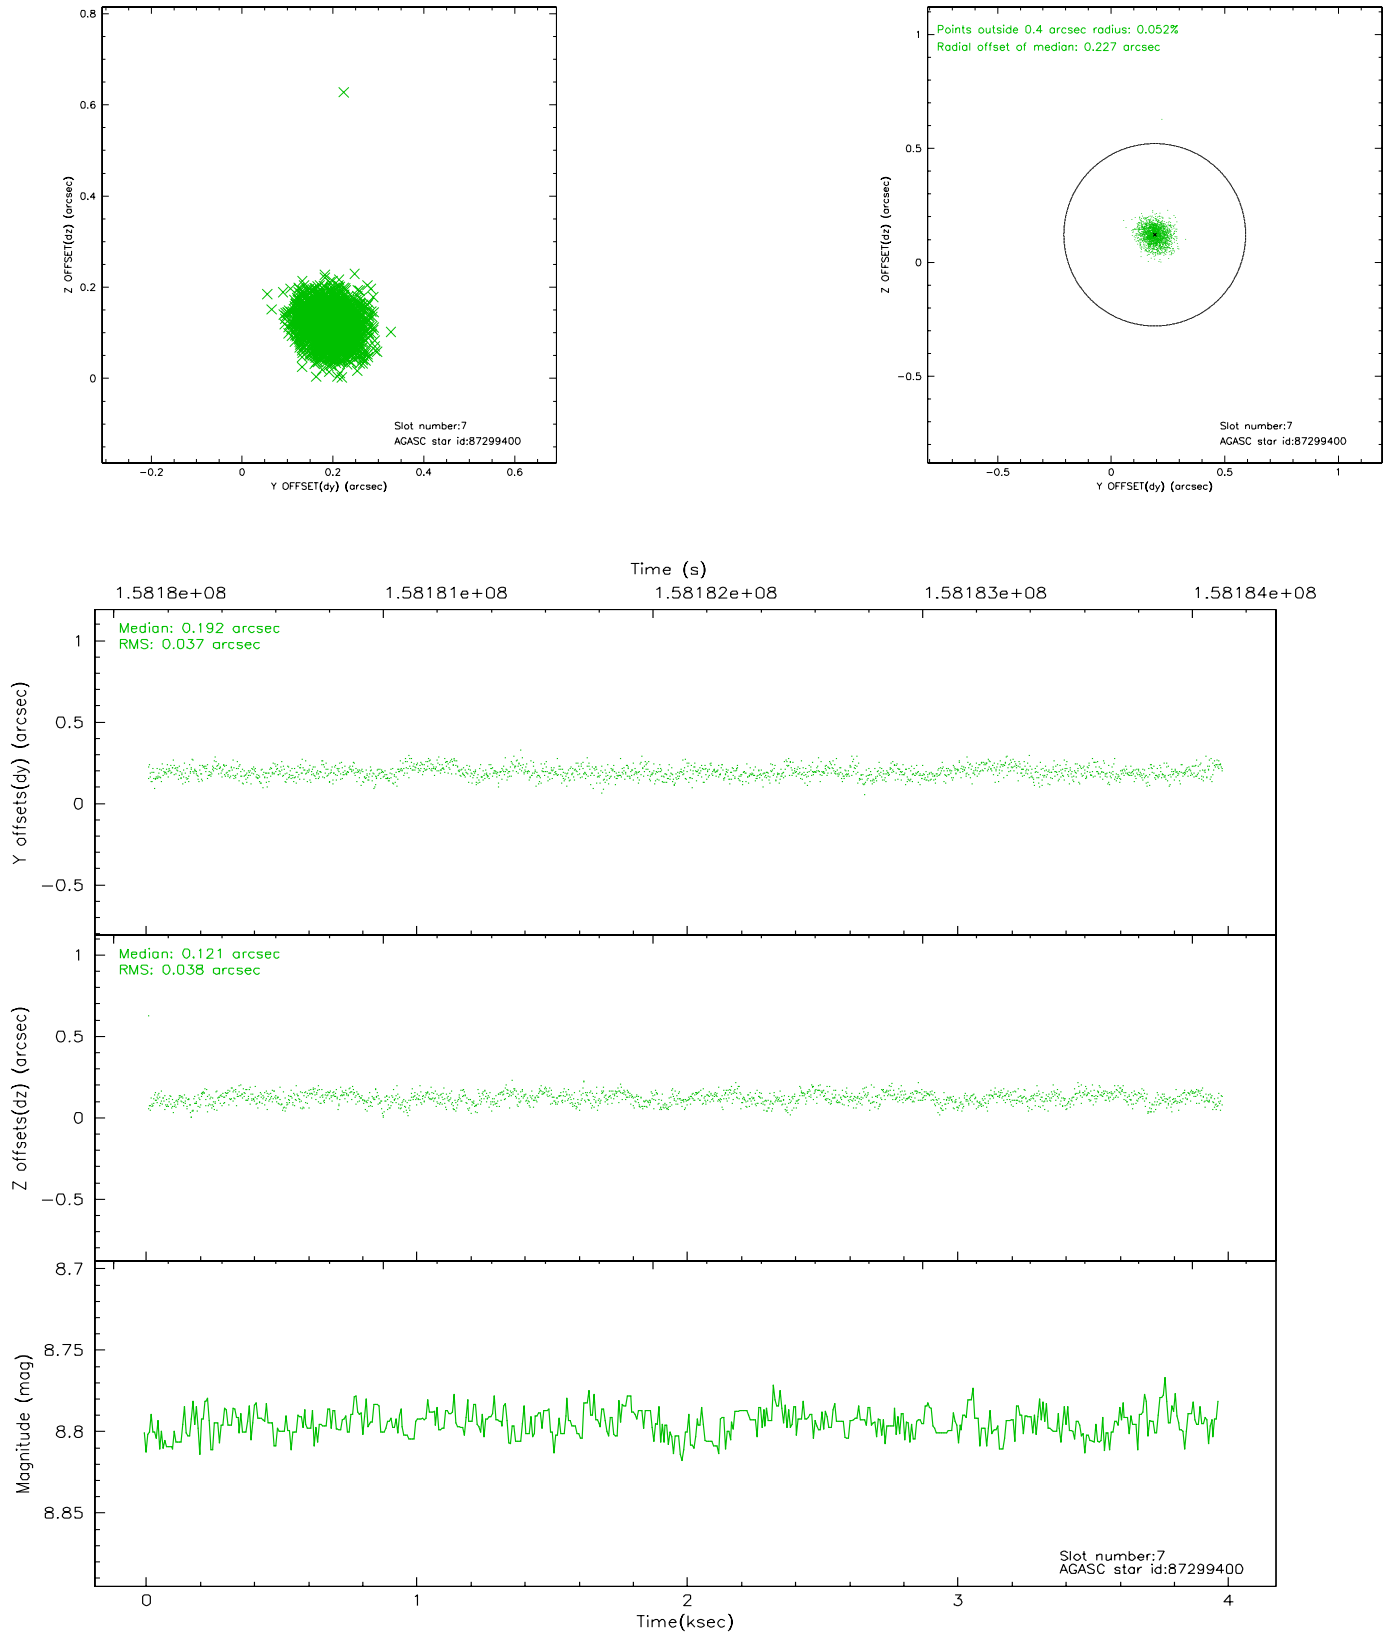 0.8
0.6
0.4
0.2
0
Z OFFSET(dz) (arcsec)
Slot number:7
AGASC star id:87299400
−0.2 0 0.2 0.4 0.6
Y OFFSET(dy) (arcsec)
Points outside 0.4 arcsec radius: 0.052%
Radial offset of median: 0.227 arcsec
1
0.5
0
−0.5
Z OFFSET(dz) (arcsec)
Slot number:7
AGASC star id:87299400
−0.5 0 0.5 1
Y OFFSET(dy) (arcsec)
Time (s)
1.5818e+08 1.58181e+08 1.58182e+08 1.58183e+08 1.58184e+08
Median: 0.192 arcsec
RMS: 0.037 arcsec
1
0.5
0
−0.5
Y offsets(dy) (arcsec)
Median: 0.121 arcsec
RMS: 0.038 arcsec
1
0.5
0
−0.5
Z offsets(dz) (arcsec)
8.7
8.75
8.8
8.85
Magnitude (mag)
Slot number:7
AGASC star id:87299400
0 1 2 3 4
Time(ksec)